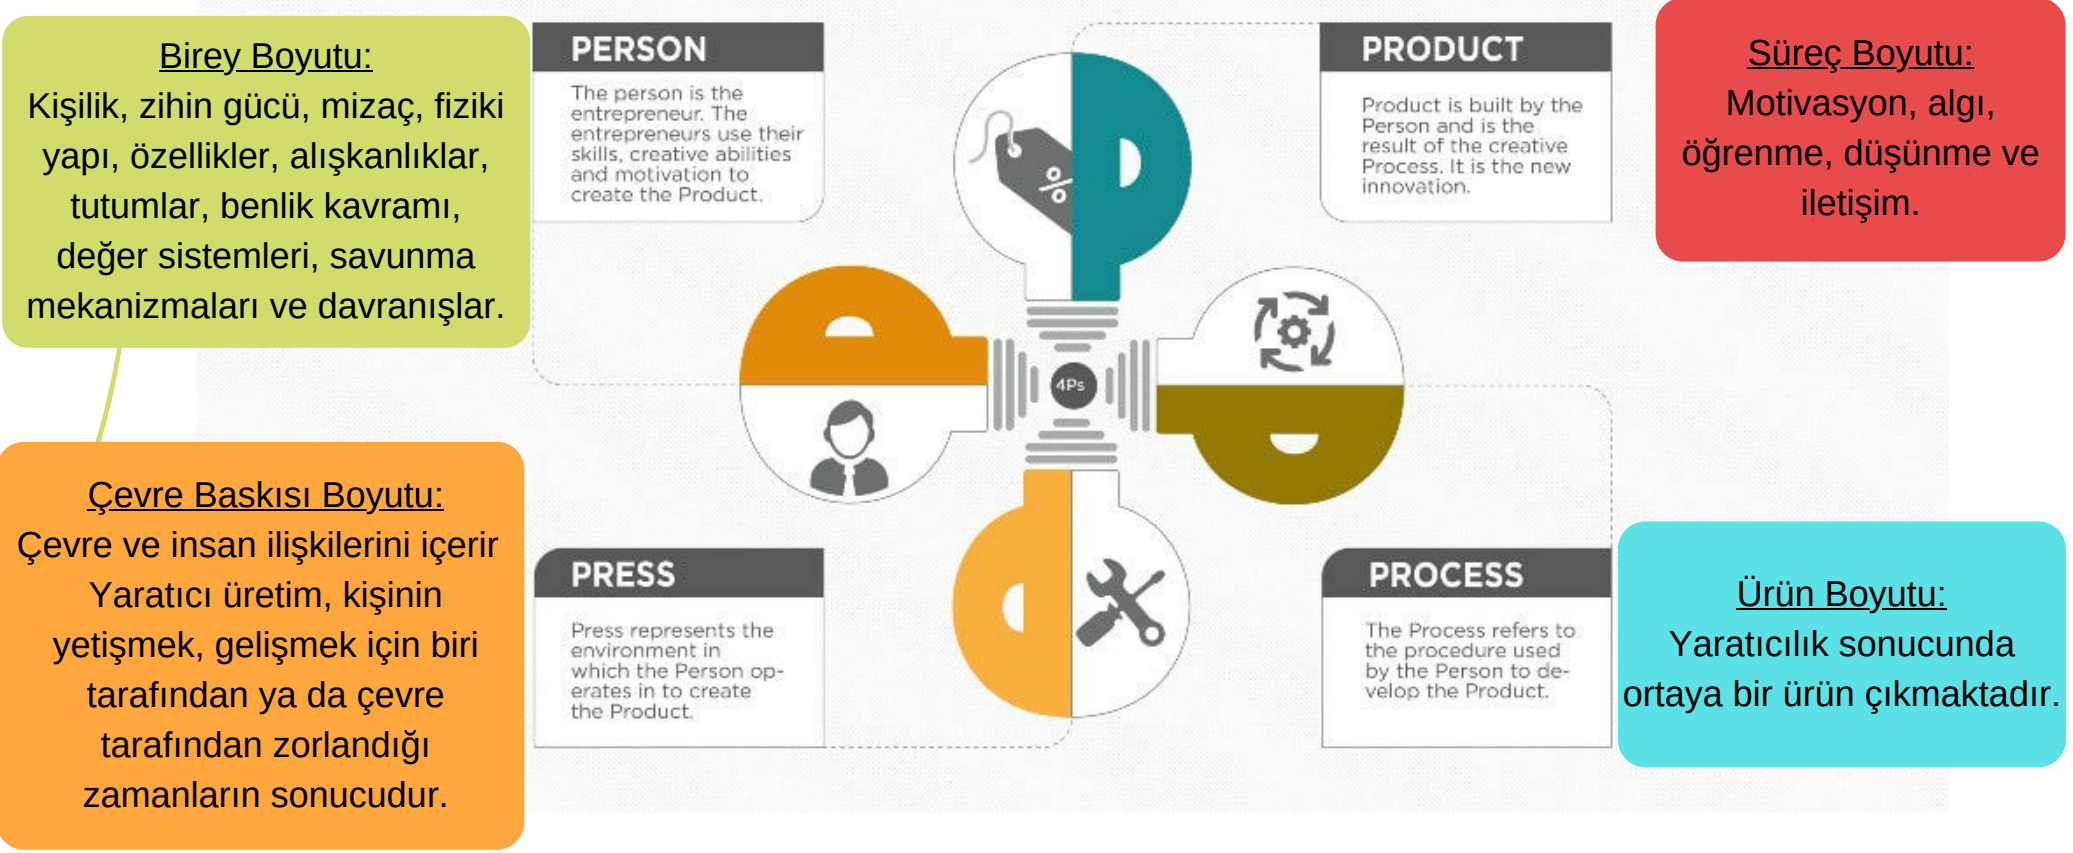 Birey Boyutu:
Kişilik, zihin gücü, mizaç, fiziki
yapı, özellikler, alışkanlıklar,
tutumlar, benlik kavramı,
değer sistemleri, savunma
mekanizmaları ve davranışlar.
PERSON
The person is the
entrepreneur. The
entrepreneurs use their
skills, creative abilities
and motivation to
create the Product.
PRODUCT
Product is built by the
Person and is the
result of the creative
Process. It is the new
innovation.
Süreç Boyutu:
Motivasyon, algı,
öğrenme, düşünme ve
iletişim.
%
4Ps
Çevre Baskısı Boyutu:
Çevre ve insan ilişkilerini içerir
Yaratıcı üretim, kişinin
yetişmek, gelişmek için biri
tarafından ya da çevre
tarafından zorlandığı
zamanların sonucudur.
PRESS
Press represents the
environment in
which the Person op-
erates in to create
the Product.
PROCESS
The Process refers to
the procedure used
by the Person to de-
velop the Product.
Ürün Boyutu:
Yaratıcılık sonucunda
ortaya bir ürün çıkmaktadır.